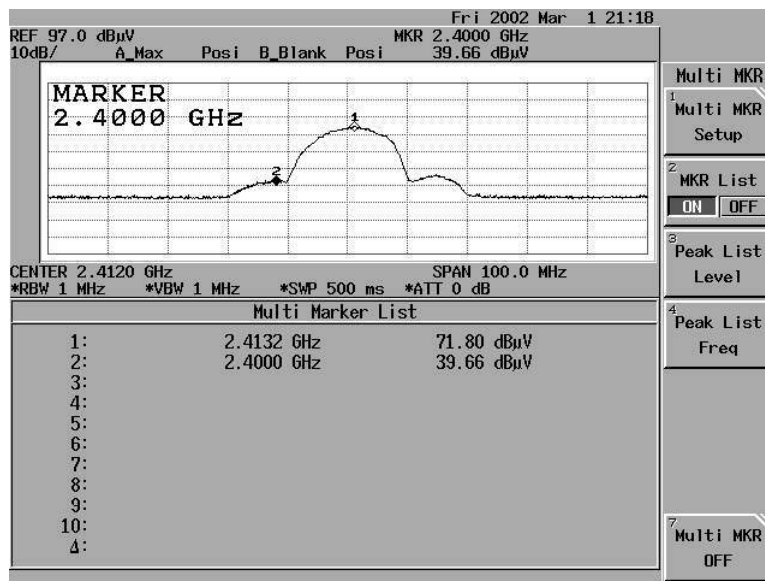 Fri 2002 Mar 1 21:18
REF 97.0 dBµV MKR 2.4000 GHz
10dB/ A_Max Posi B_Blank Posi 39.66 dBµV
MARKER
2.4000 GHz
1
2
CENTER 2.4120 GHz SPAN 100.0 MHz
*RBW 1 MHz *VBW 1 MHz *SWP 500 ms *ATT 0 dB
Multi Marker List
1: 2.4132 GHz 71.80 dBµV
2: 2.4000 GHz 39.66 dBµV
3:
4:
5:
6:
7:
8:
9:
10:
Δ:
Multi MKR
1
Multi MKR
Setup
2
MKR List
ON OFF
3
Peak List
Level
4
Peak List
Freq
7
Multi MKR
OFF